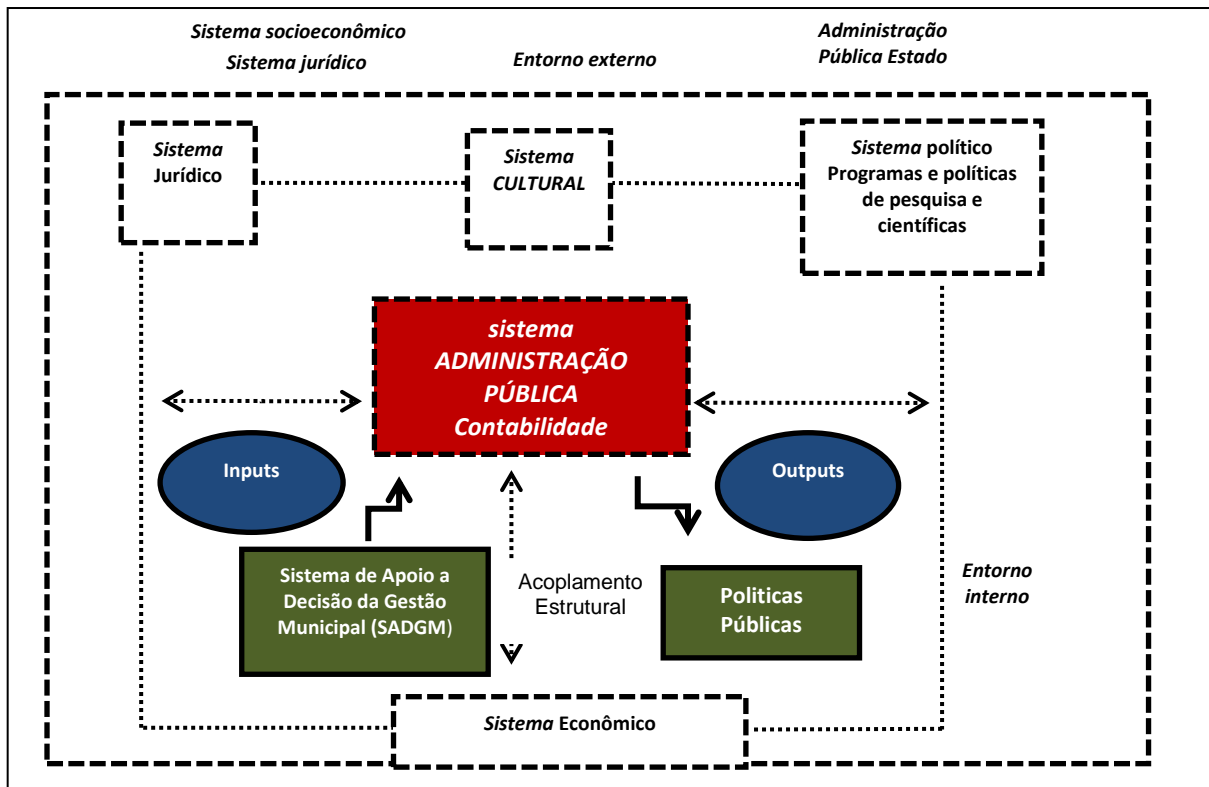 Sistema socioeconômico
Sistema jurídico
Entorno externo
Administração
Pública Estado
Sistema
Jurídico
Sistema
CULTURAL
Sistema político
Programas e políticas
de pesquisa e
científicas
sistema
ADMINISTRAÇÃO
PÚBLICA
Contabilidade
Inputs
Outputs
Sistema de Apoio a
Decisão da Gestão
Municipal (SADGM)
Acoplamento
Estrutural
Politicas
Públicas
Entorno
interno
Sistema Econômico